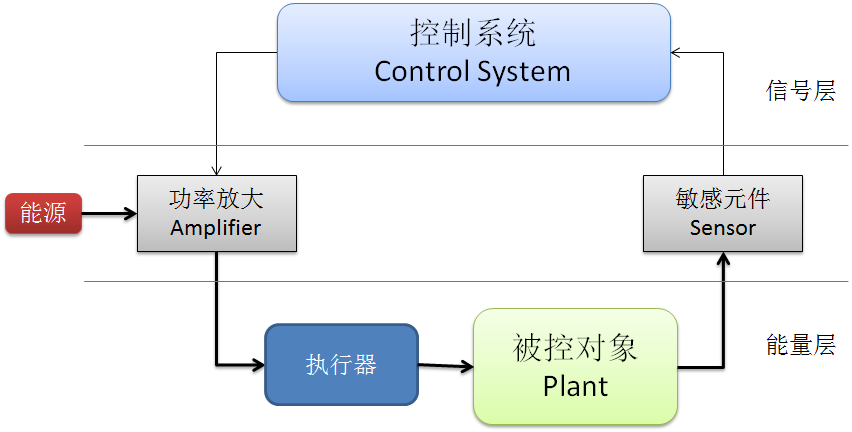 控制系统
Control System
信号层
能源
功率放大
Amplifier
敏感元件
Sensor
执行器
被控对象
Plant
能量层